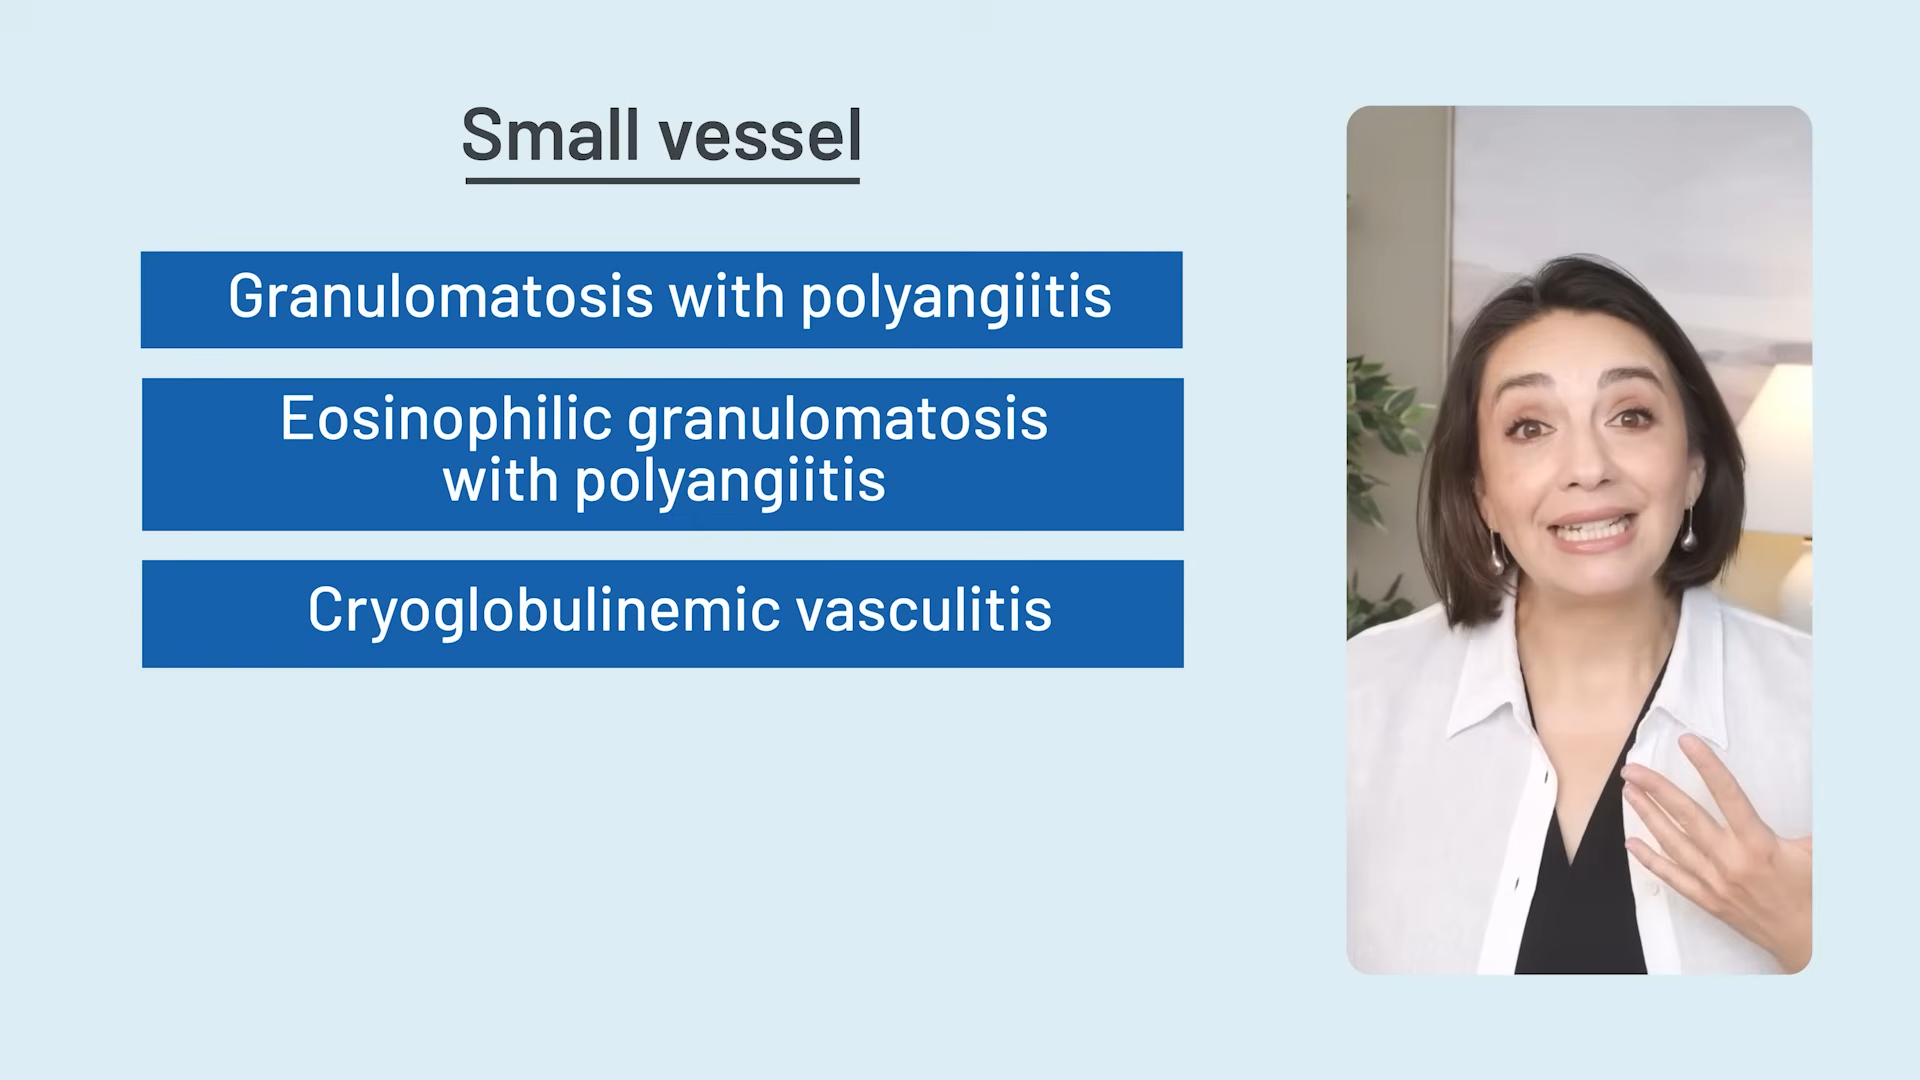 Small vessel
Granulomatosis with polyangiitis
Eosinophilic granulomatosis
with polyangiitis
Cryoglobulinemic vasculitis